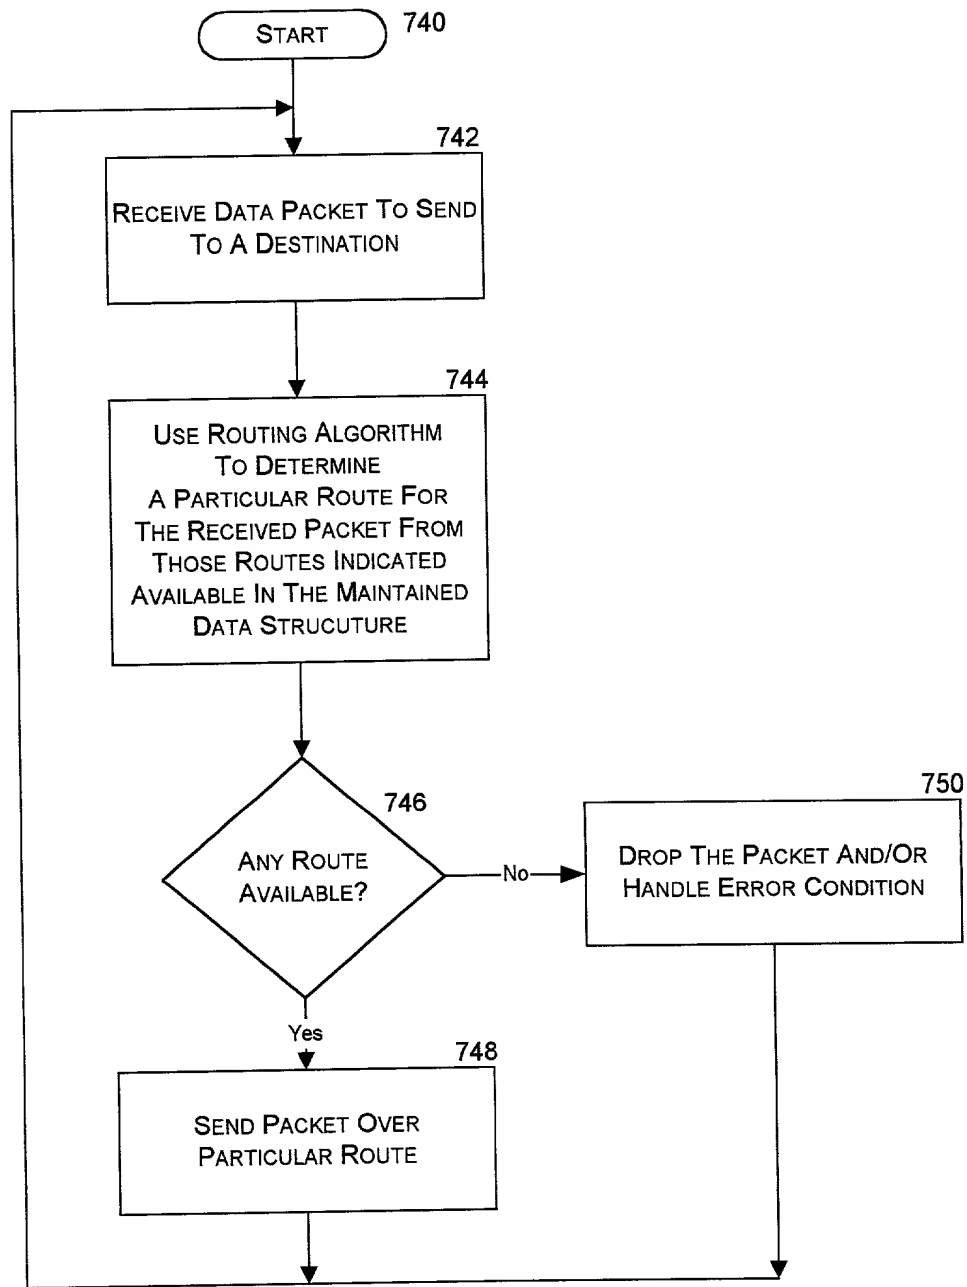 START
740
742
RECEIVE DATA PACKET TO SEND
TO A DESTINATION
744
USE ROUTING ALGORITHM
TO DETERMINE
A PARTICULAR ROUTE FOR
THE RECEIVED PACKET FROM
THOSE ROUTES INDICATED
AVAILABLE IN THE MAINTAINED
DATA STRUCUTURE
746
ANY ROUTE
AVAILABLE?
No
750
DROP THE PACKET AND/OR
HANDLE ERROR CONDITION
Yes
748
SEND PACKET OVER
PARTICULAR ROUTE